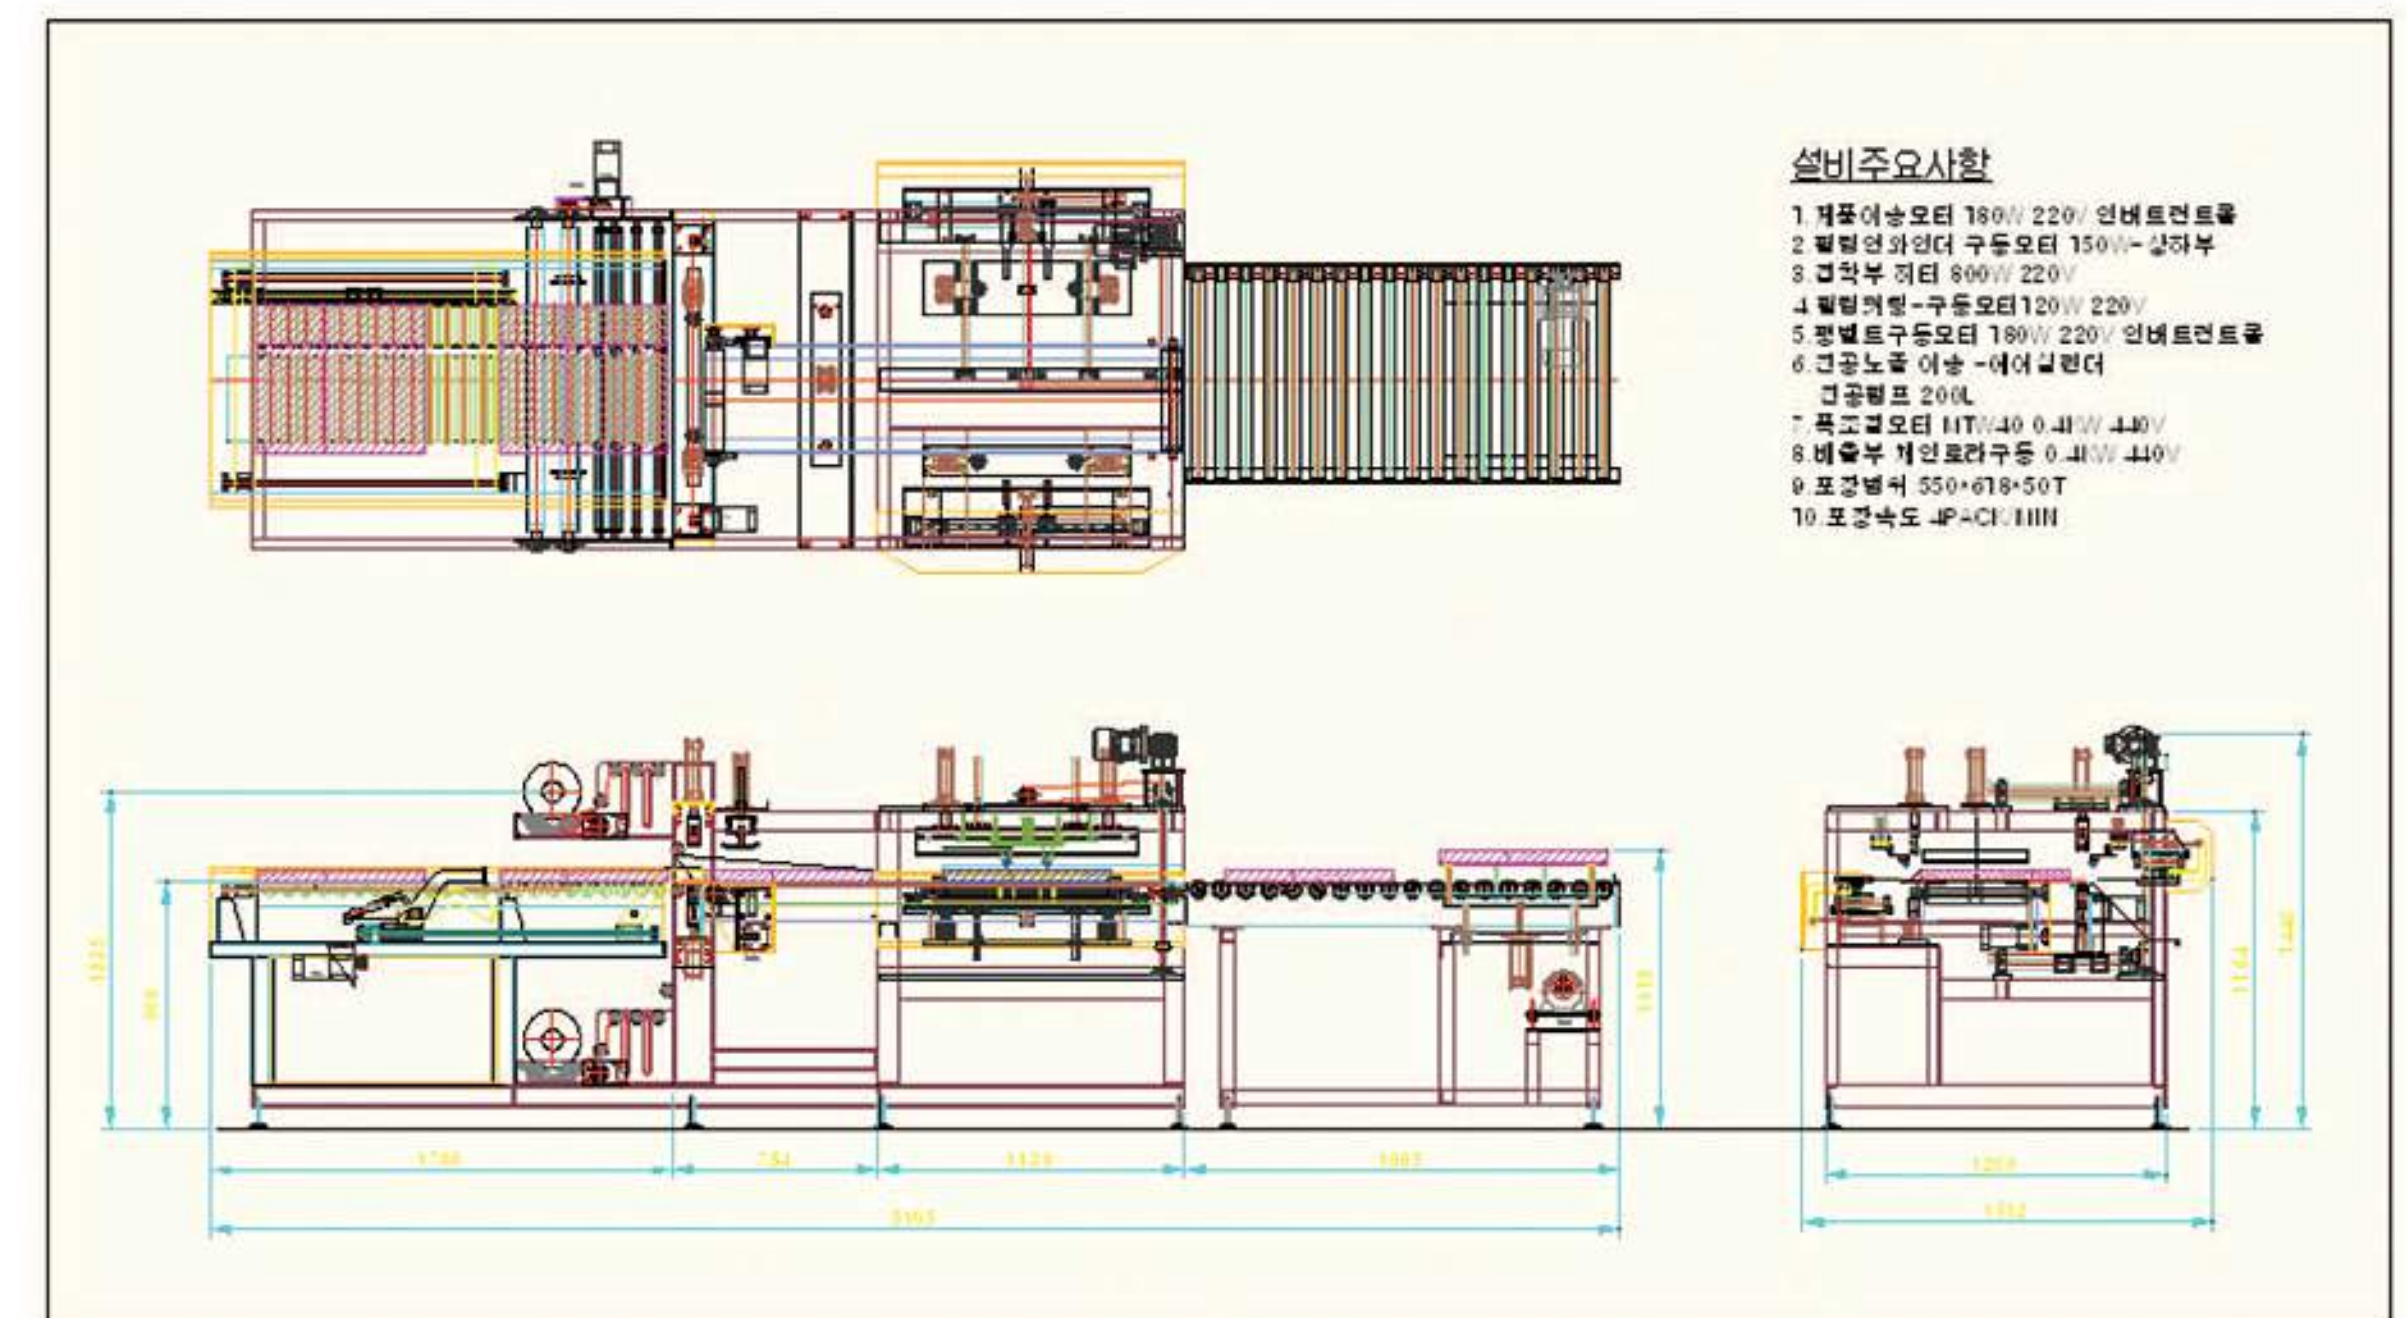 설비주요사항
1.제품이송모터 180W 220V 인버트컨트롤
2.필림언와인더 구동모터 150W-상하부
3.접착부 히터 800W 220V
4.필림커팅-구동모터120W 220V
5.평벨트구동모터 180W 220V 인버트컨트롤
6.진공노즐 이송 -에어실린더
진공펌프 200L
7.폭조절모터 MTW40 0.4KW 440V
8.배출부 체인로라구동 0.4KW 440V
9.포장범위 550*618*50T
10.포장속도 4PACK/MIN
754
1200
1144